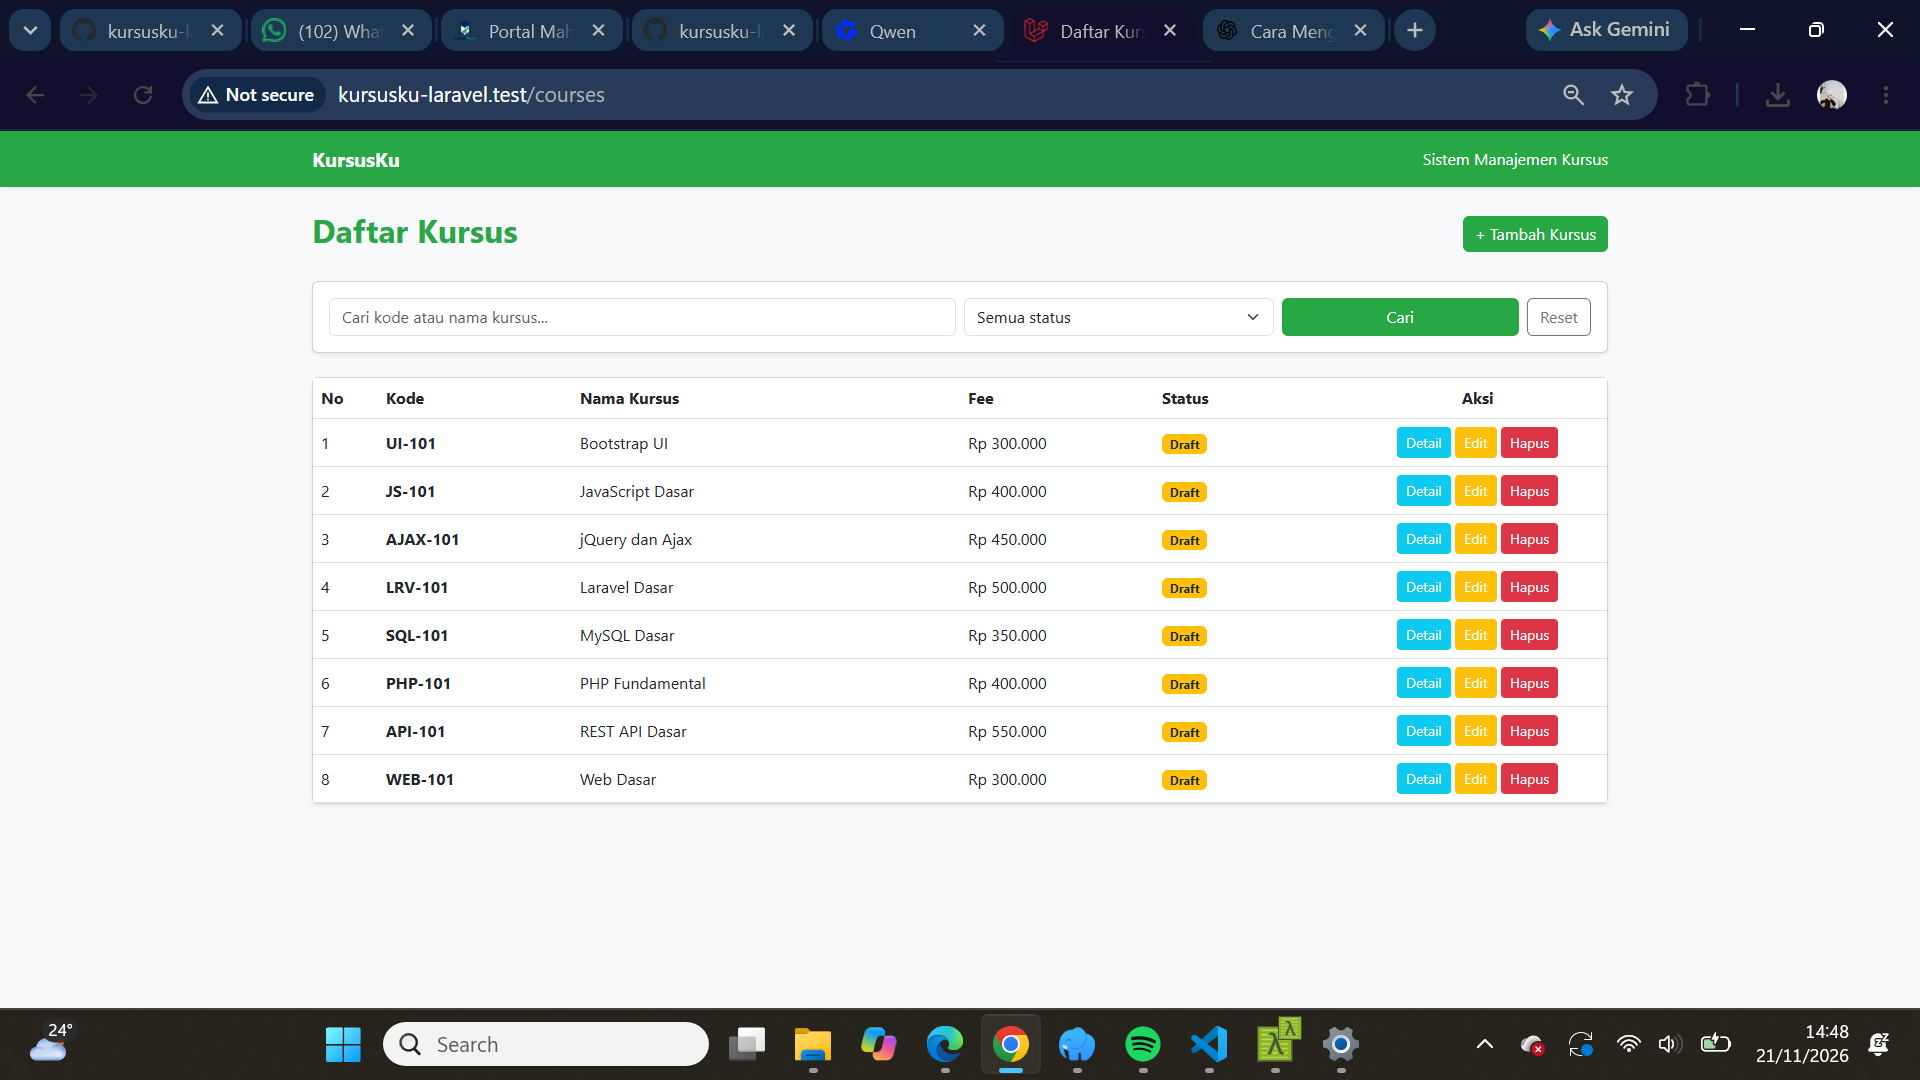 kursusku-l
(102) Wha
Portal Mah
kursusku-l
Qwen
Daftar Kur
Cara Meng
Ask Gemini
Not secure
kursusku-laravel.test/courses
KursusKu
Sistem Manajemen Kursus
Daftar Kursus
+ Tambah Kursus
Cari kode atau nama kursus...
Semua status
Cari
Reset
No Kode Nama Kursus Fee Status Aksi
1 UI-101 Bootstrap UI Rp 300.000 Draft Detail Edit Hapus
2 JS-101 JavaScript Dasar Rp 400.000 Draft Detail Edit Hapus
3 AJAX-101 jQuery dan Ajax Rp 450.000 Draft Detail Edit Hapus
4 LRV-101 Laravel Dasar Rp 500.000 Draft Detail Edit Hapus
5 SQL-101 MySQL Dasar Rp 350.000 Draft Detail Edit Hapus
6 PHP-101 PHP Fundamental Rp 400.000 Draft Detail Edit Hapus
7 API-101 REST API Dasar Rp 550.000 Draft Detail Edit Hapus
8 WEB-101 Web Dasar Rp 300.000 Draft Detail Edit Hapus
24°
Search
14:48
21/11/2026